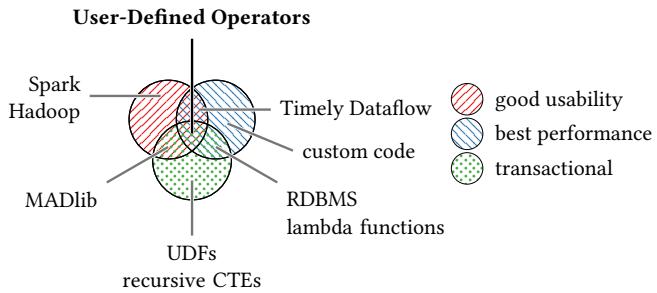 User-Defined Operators
Spark
Hadoop
Timely Dataflow
custom code
MADlib
RDBMS
lambda functions
UDFs
recursive CTEs
good usability
best performance
transactional